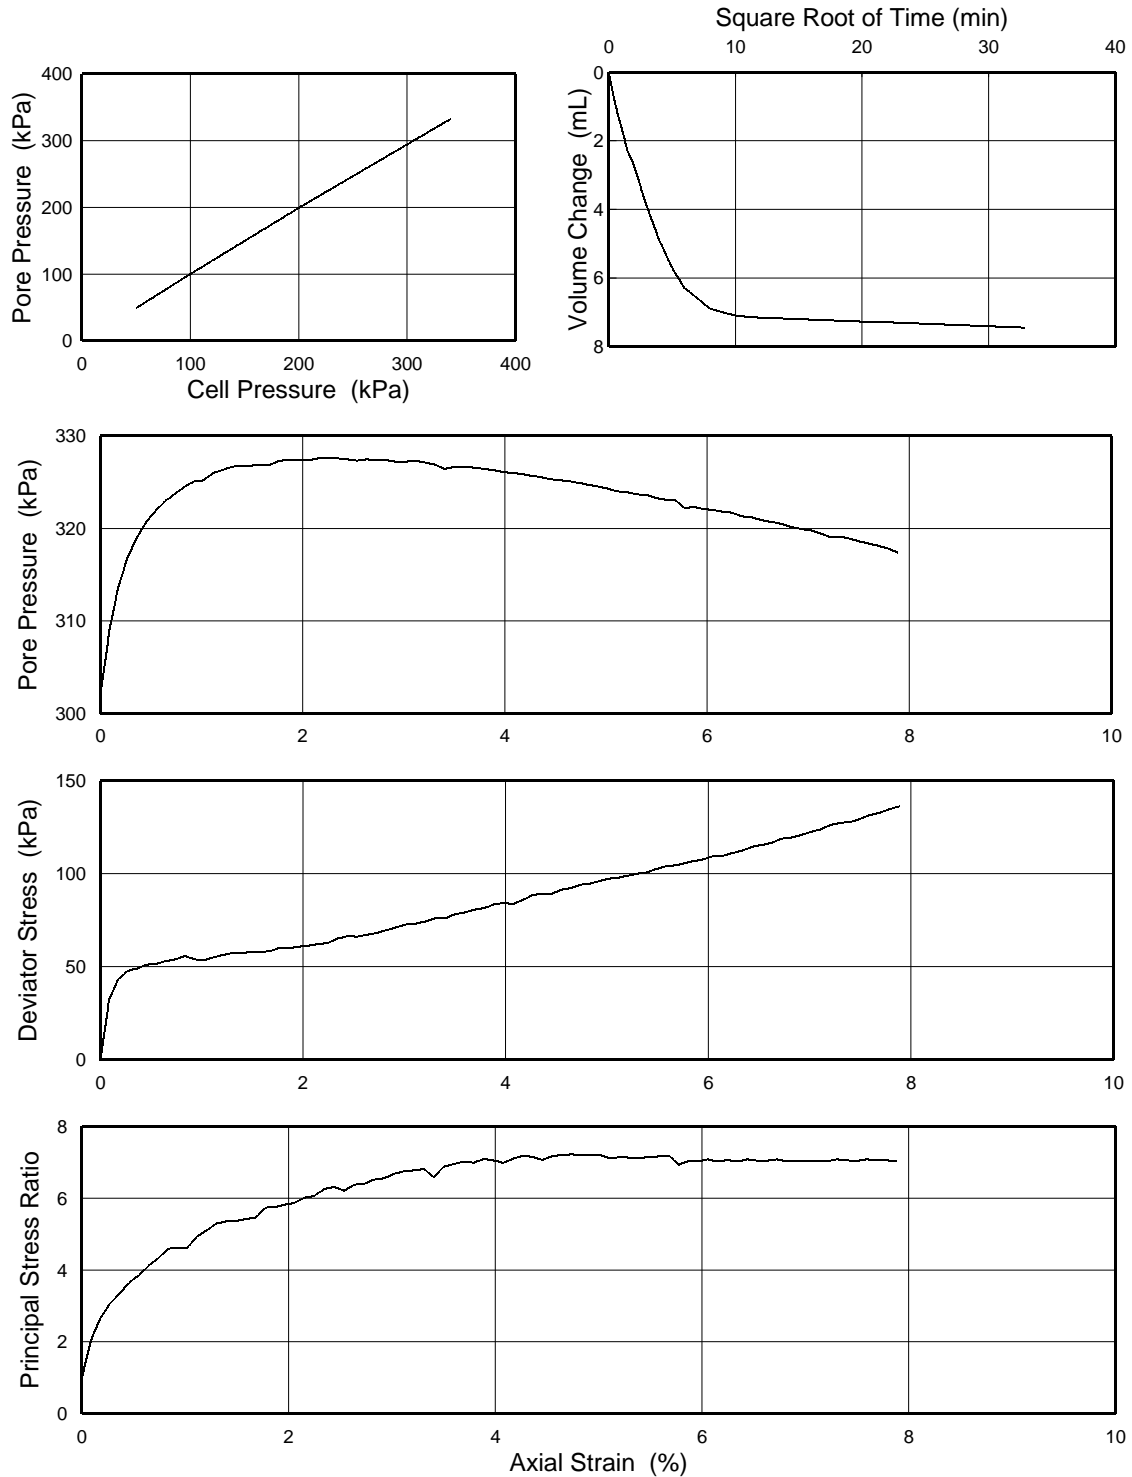 Square Root of Time (min)
0 10 20 30 40
Pore Pressure (kPa)
400
300
200
100
0
0 100 200 300 400
Cell Pressure (kPa)
Volume Change (mL)
0
2
4
6
8
Pore Pressure (kPa)
330
320
310
300
0 2 4 6 8 10
Deviator Stress (kPa)
150
100
50
0
0 2 4 6 8 10
Principal Stress Ratio
8
6
4
2
0
0 2 4 6 8 10
Axial Strain (%)